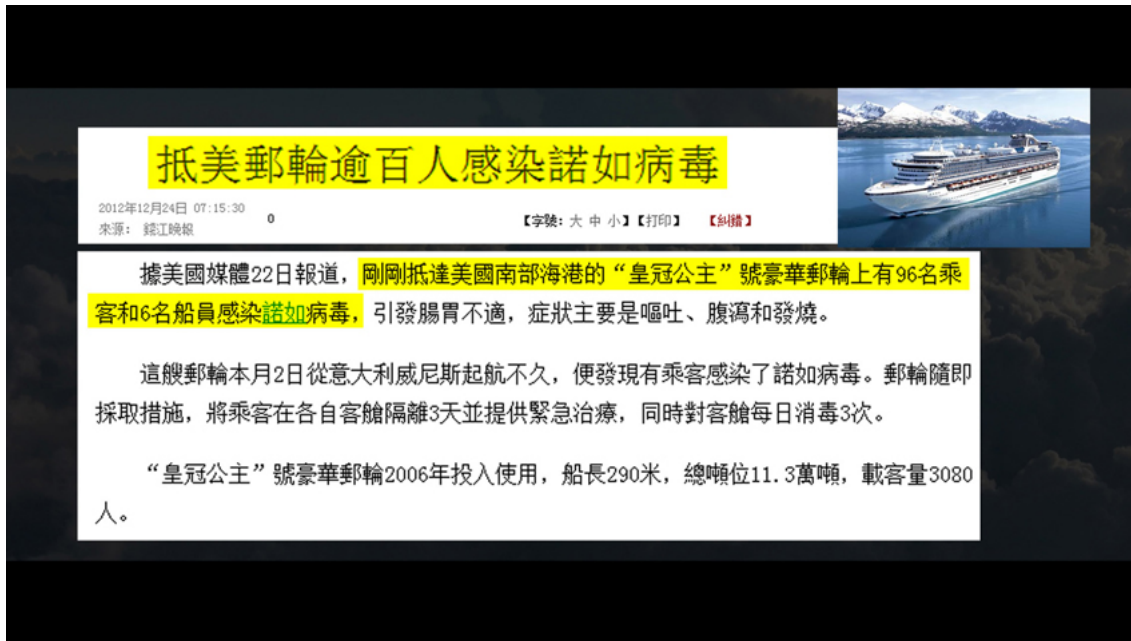 抵美郵輪逾百人感染諾如病毒
2012年12月24日 07:15:30
0
【字號: 大 中 小】【打印】 【糾錯】
來源: 錢江晚報
據美國媒體22日報道，剛剛抵達美國南部海港的“皇冠公主”號豪華郵輪上有96名乘
客和6名船員感染諾如病毒，引發腸胃不適，症狀主要是嘔吐、腹瀉和發燒。
這艘郵輪本月2日從意大利威尼斯起航不久，便發現有乘客感染了諾如病毒。郵輪隨即
採取措施，將乘客在各自客艙隔離3天並提供緊急治療，同時對客艙每日消毒3次。
“皇冠公主”號豪華郵輪2006年投入使用，船長290米，總噸位11.3萬噸，載客量3080
人。